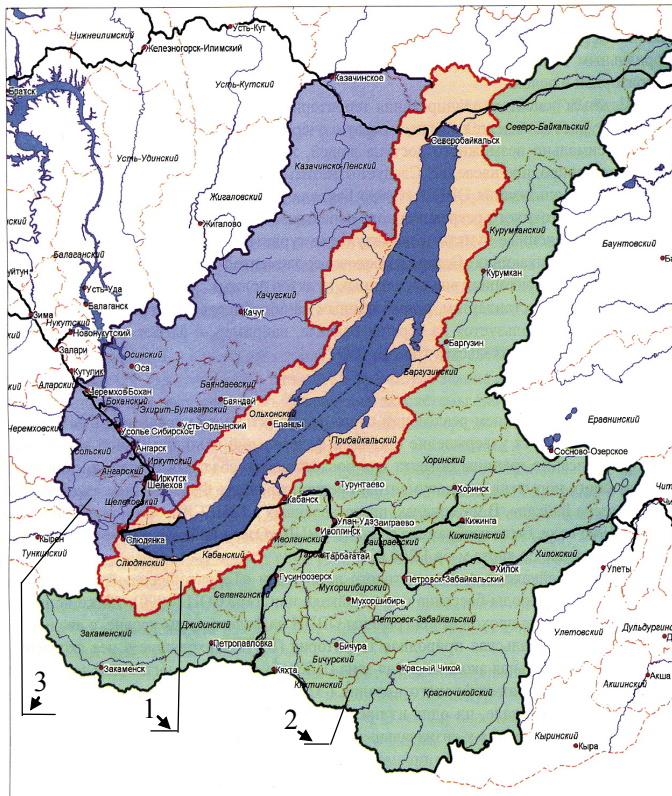 Усть-Кут
Нижнеилимский
Железногорск-Илимский
Казачинское
Братск
Усть-Кутский
Северо-Байкальский
Северобайкальск
Усть-Удинский
Казачинско-Ленский
Жигаловский
Жигалово
Курумканский
Баунтовский
Балаганский
Курумкан
Усть-Уда
Качугский
Балаганск
Качуг
Зима
Нукутский
Новонукутский
Залари
Осинский
Баргузин
Кутулик
Оса
Баргузинский
Аларский
Баяндаевский
Черемхов
Бохан
Боханский
Баяндай
Эхирит-Булагатский
Ольхонский
Еланцы
Еравнинский
Черемховский
Усолье Сибирское
Усть-Ордынский
Прибайкальский
Ангарск
Сосново-Озерское
Усольский
Иркутский
Хоринский
Ангарский
Иркутск
Шелехов
Турунтаево
Хоринск
Шелеховский
Кабанск
Улан-Удэ
Заиграево
Кижинга
Кырен
Слюдянка
Иволгинск
Иволгинский
Заиграевский
Кижингинский
Тункинский
Кабанский
Тарбагатай
Хилокский
Слюдянский
Гусиноозерск
Петровск-Забайкальский
Хилок
Улеты
Селенгинский
Мухоршибирский
Мухоршибирь
Петровск-Забайкальский
Закаменский
Джидинский
Улетовский
Дульдургинс
Петропавловка
Бичура
Закаменск
Бичурский
Красный Чикой
Кяхта
Акша
3
Кяхтинский
Красночикойский
Акшинский
1
2
Кыринский
Кыра